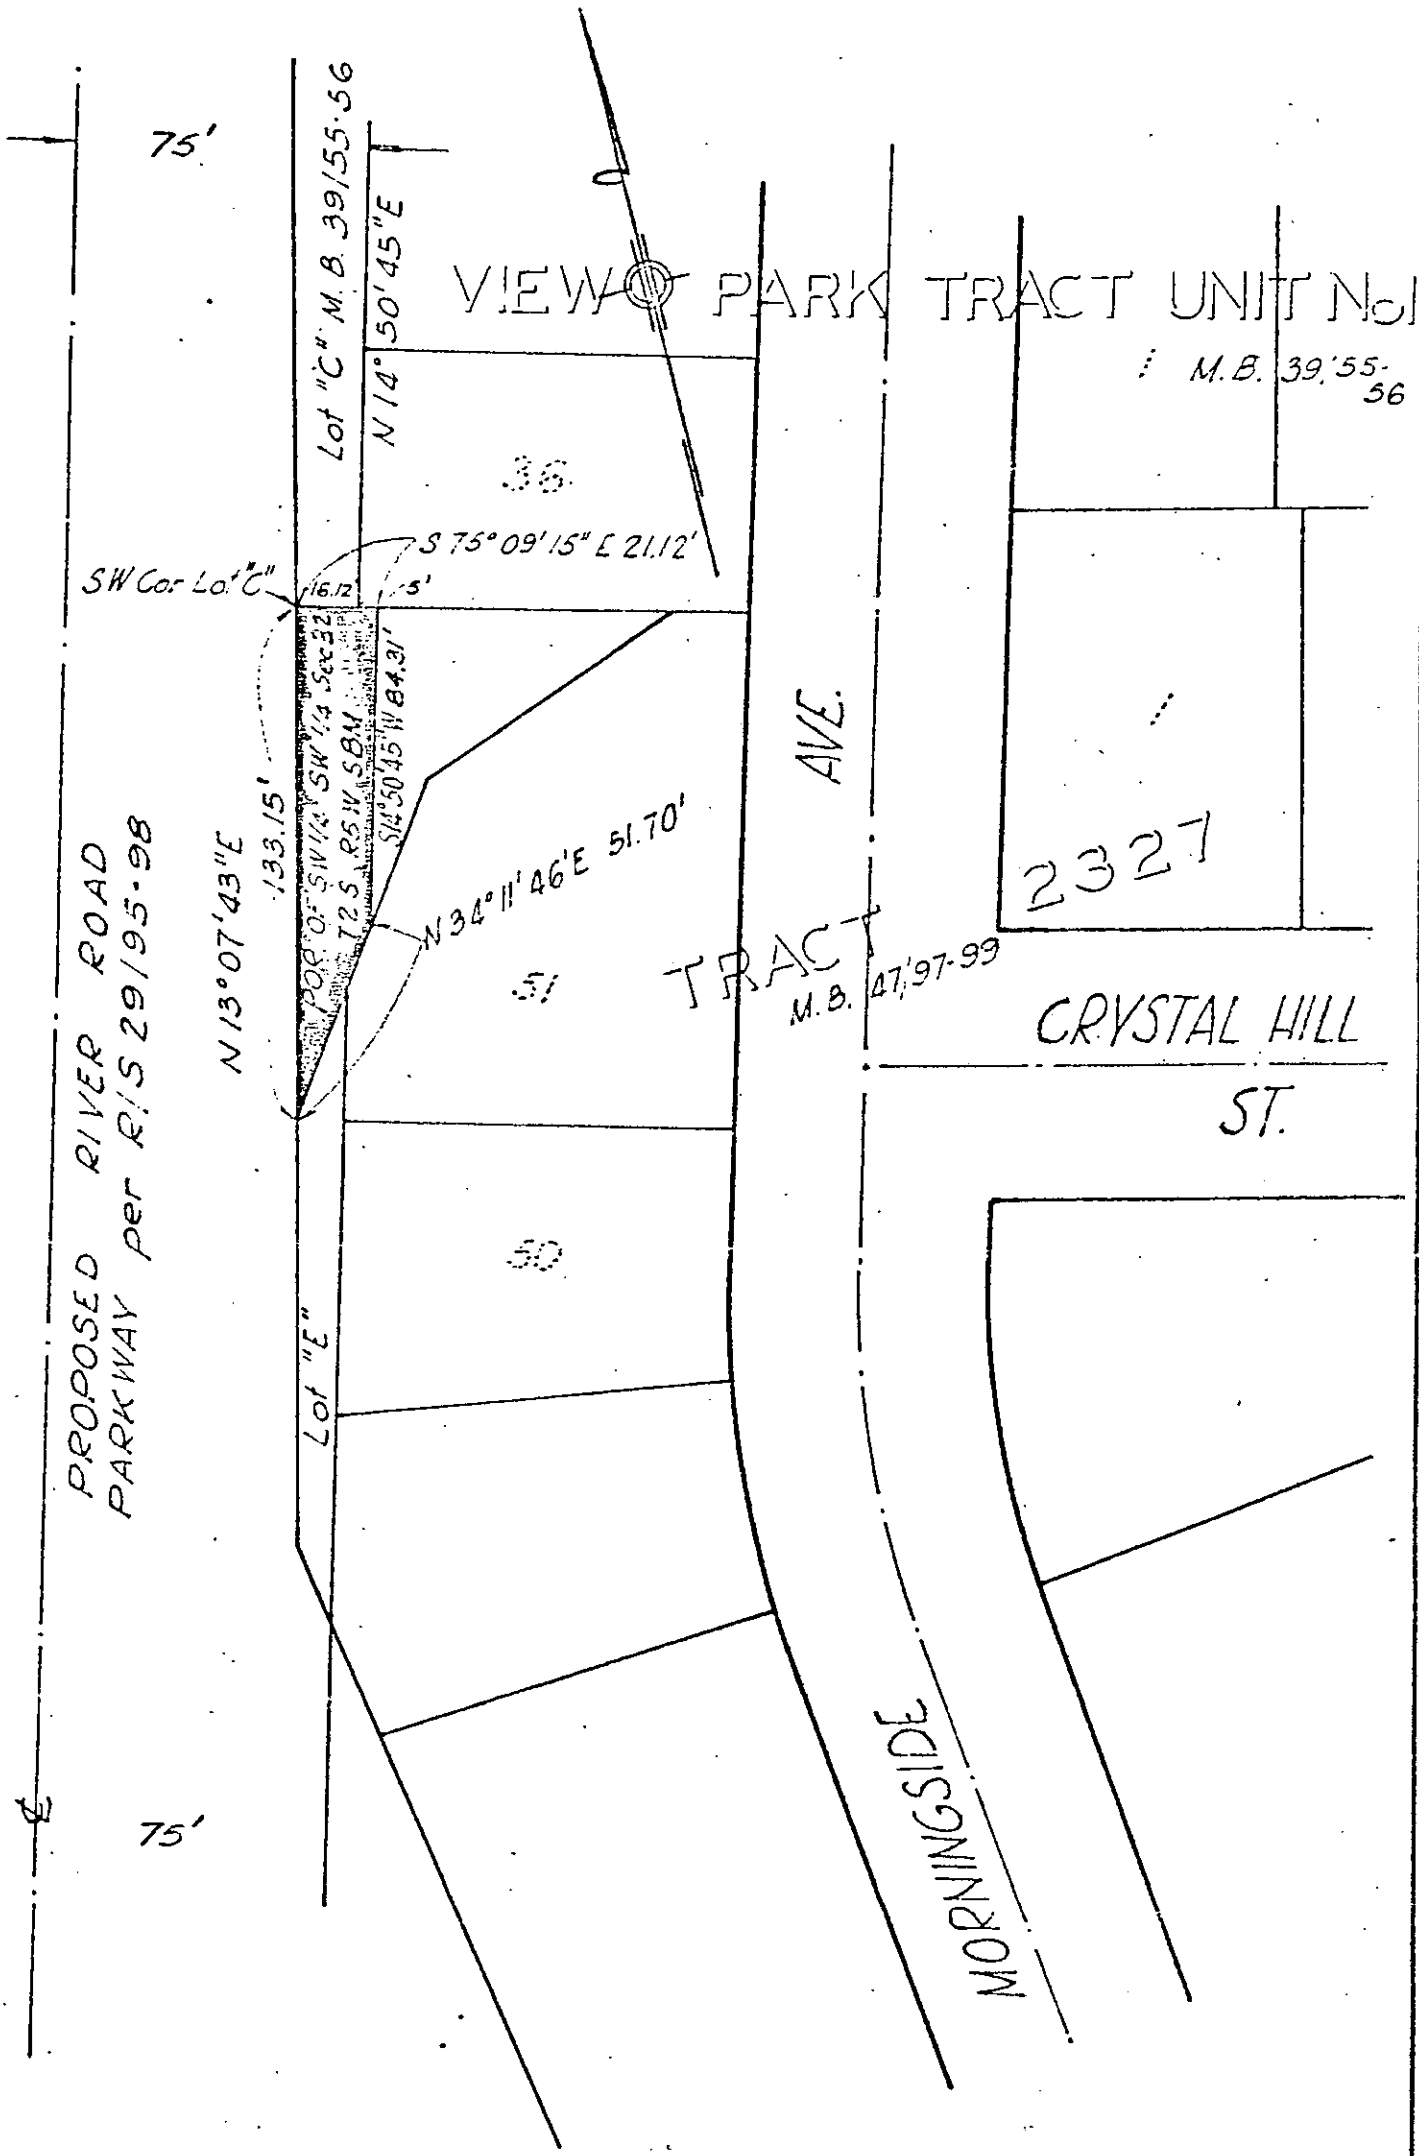 75'
Lot "C" M.B. 39/55-56
N 14° 50' 45" E
VIEW PARK TRACT UNIT No1
M.B. 39/55-
56
36
S 75° 09' 15" E 21.12'
SW Cor Lot "C"
16.12'
5'
POR OF SW 1/4 SW 1/4 Sec 32
T2S R5W SBM
S14°50'45"W 84.31'
133.15'
N 13° 07' 43" E
N 34° 11' 46" E 51.70'
AVE.
1
1
2327
TRACT
M.B. 47/97-99
51
CRYSTAL HILL
ST.
PROPOSED RIVER ROAD
PARKWAY per R/S 29/95-98
50
Lot "E"
MORNINGSIDE
75'